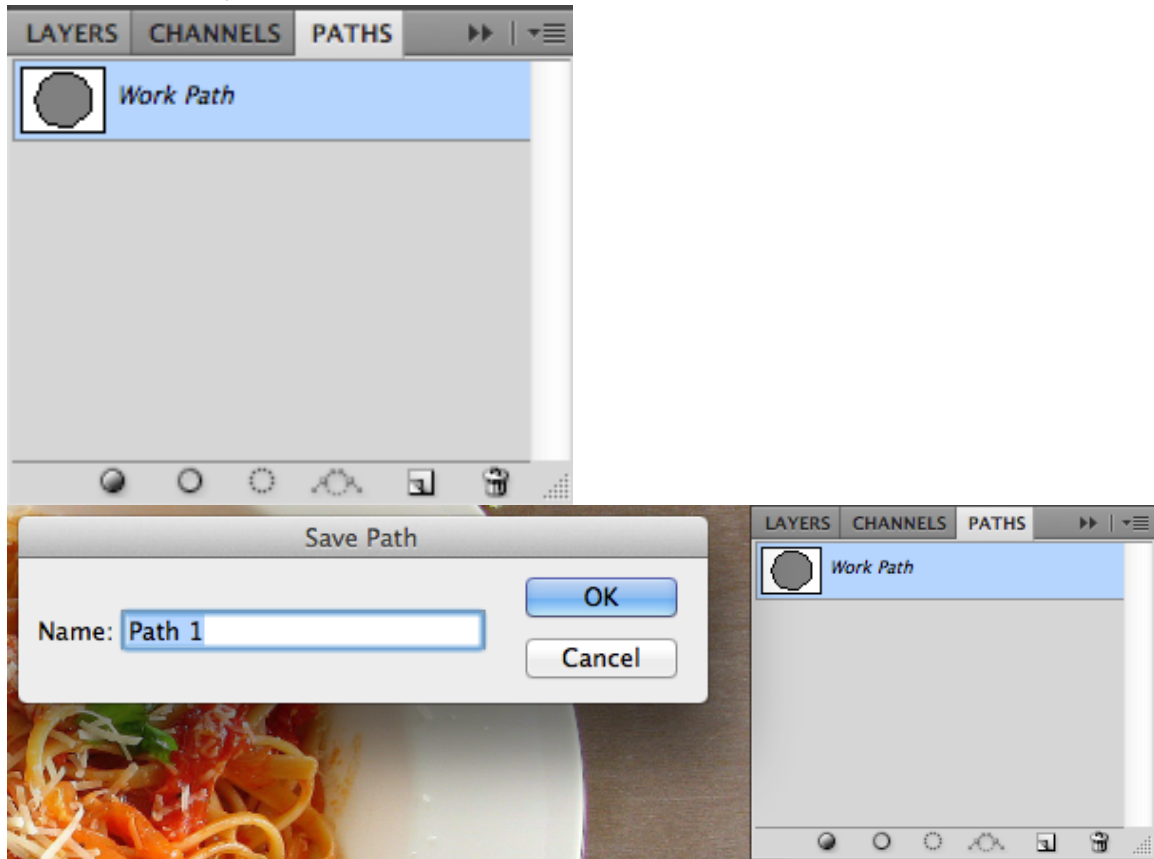 LAYERS CHANNELS PATHS
Work Path
Save Path
Name: Path 1
OK
Cancel
LAYERS CHANNELS PATHS
Work Path